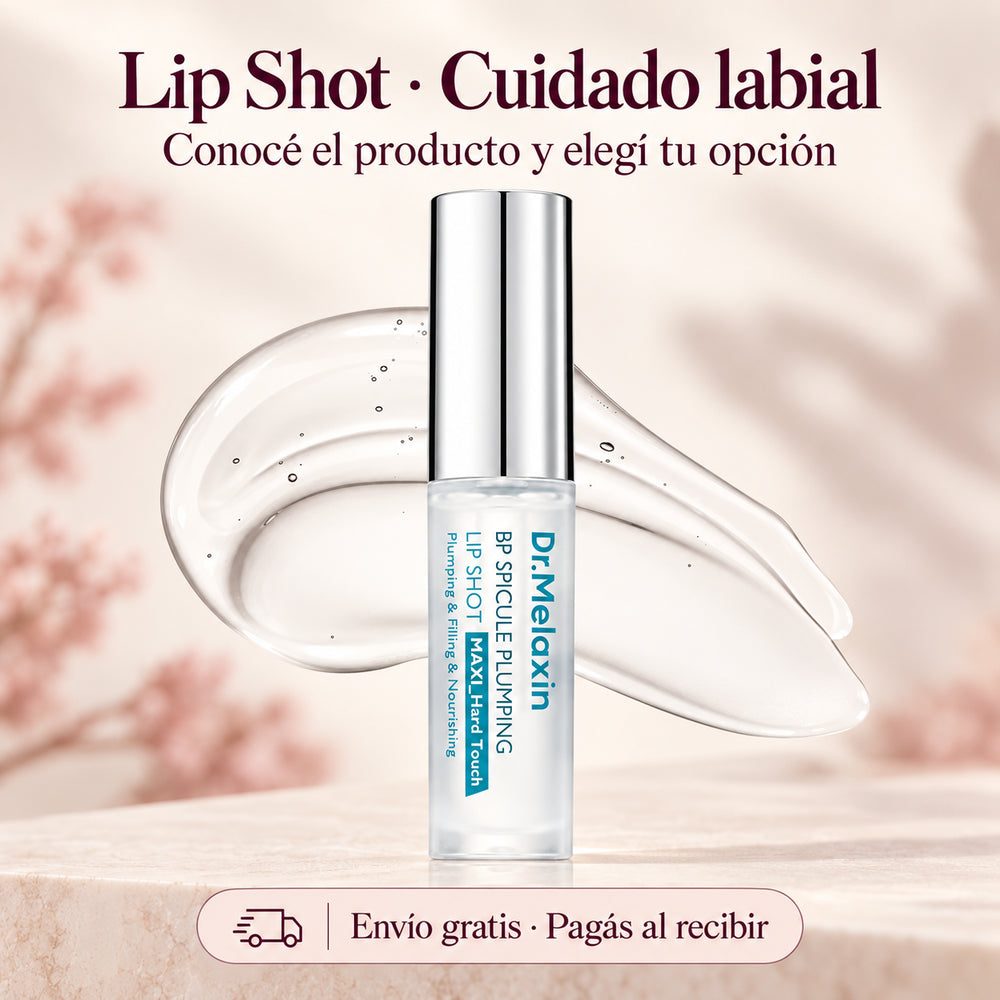 Lip Shot · Cuidado labial
Conocé el producto y elegí tu opción
Dr.Melaxin
BP SPICULE PLUMPING
LIP SHOT MAXI_Hard Touch
Plumping & Filling & Nourishing
Envío gratis · Pagás al recibir